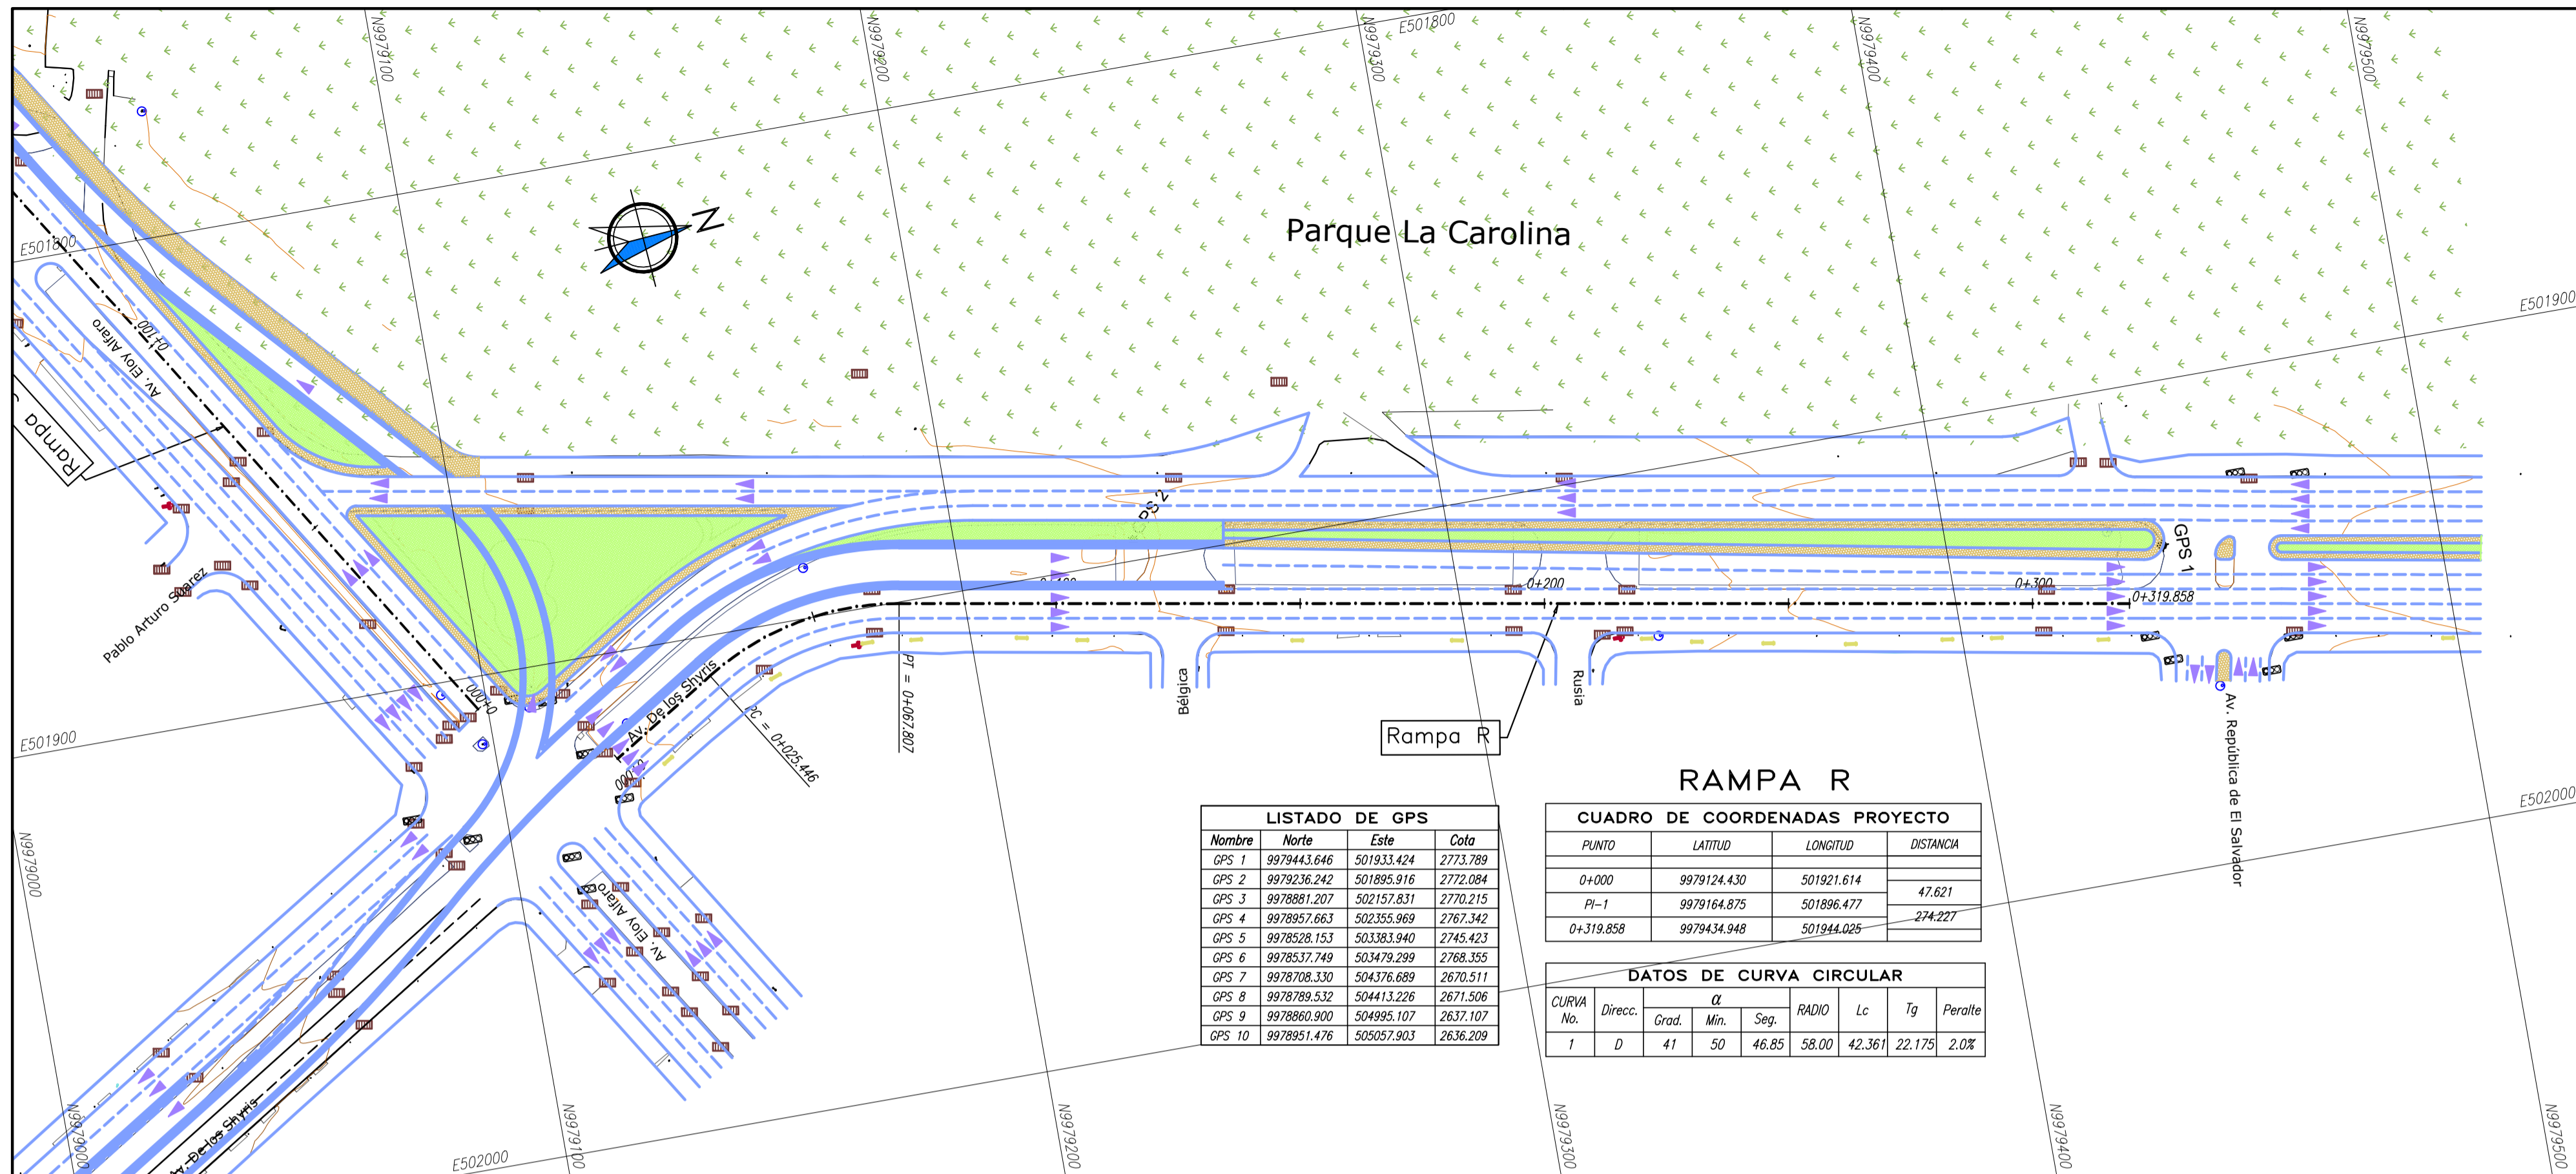 N9979100
N9979200
N9979300
E501800
N9979400
N9979500
E501800
E501900
Parque La Carolina
N
Av. Eloy Alfaro
0+100
Rampa
PS 2
GPS 1
0+200
0+300
0+319.858
Pablo Arturo Suarez
0+000
Av. De los Shyris
PC = 0+025.446
PT = 0+067.807
Bélgica
Rusia
Rampa R
Av. República de El Salvador
E501900
E502000
N9979000
Av. Eloy Alfaro
RAMPA R
LISTADO DE GPS
Nombre Norte Este Cota
GPS 1 9979443.646 501933.424 2773.789
GPS 2 9979236.242 501895.916 2772.084
GPS 3 9978881.207 502157.831 2770.215
GPS 4 9978957.663 502355.969 2767.342
GPS 5 9978528.153 503383.940 2745.423
GPS 6 9978537.749 503479.299 2768.355
GPS 7 9978708.330 504376.689 2670.511
GPS 8 9978789.532 504413.226 2671.506
GPS 9 9978860.900 504995.107 2637.107
GPS 10 9978951.476 505057.903 2636.209
CUADRO DE COORDENADAS PROYECTO
PUNTO LATITUD LONGITUD DISTANCIA
0+000 9979124.430 501921.614
47.621
PI-1 9979164.875 501896.477
274.227
0+319.858 9979434.948 501944.025
DATOS DE CURVA CIRCULAR
CURVA No. Direcc. α RADIO Lc Tg Peralte
Grad. Min. Seg.
1 D 41 50 46.85 58.00 42.361 22.175 2.0%
De los Shyris
N9979000
N9979100
E502000
N9979200
N9979300
N9979400
N9979500